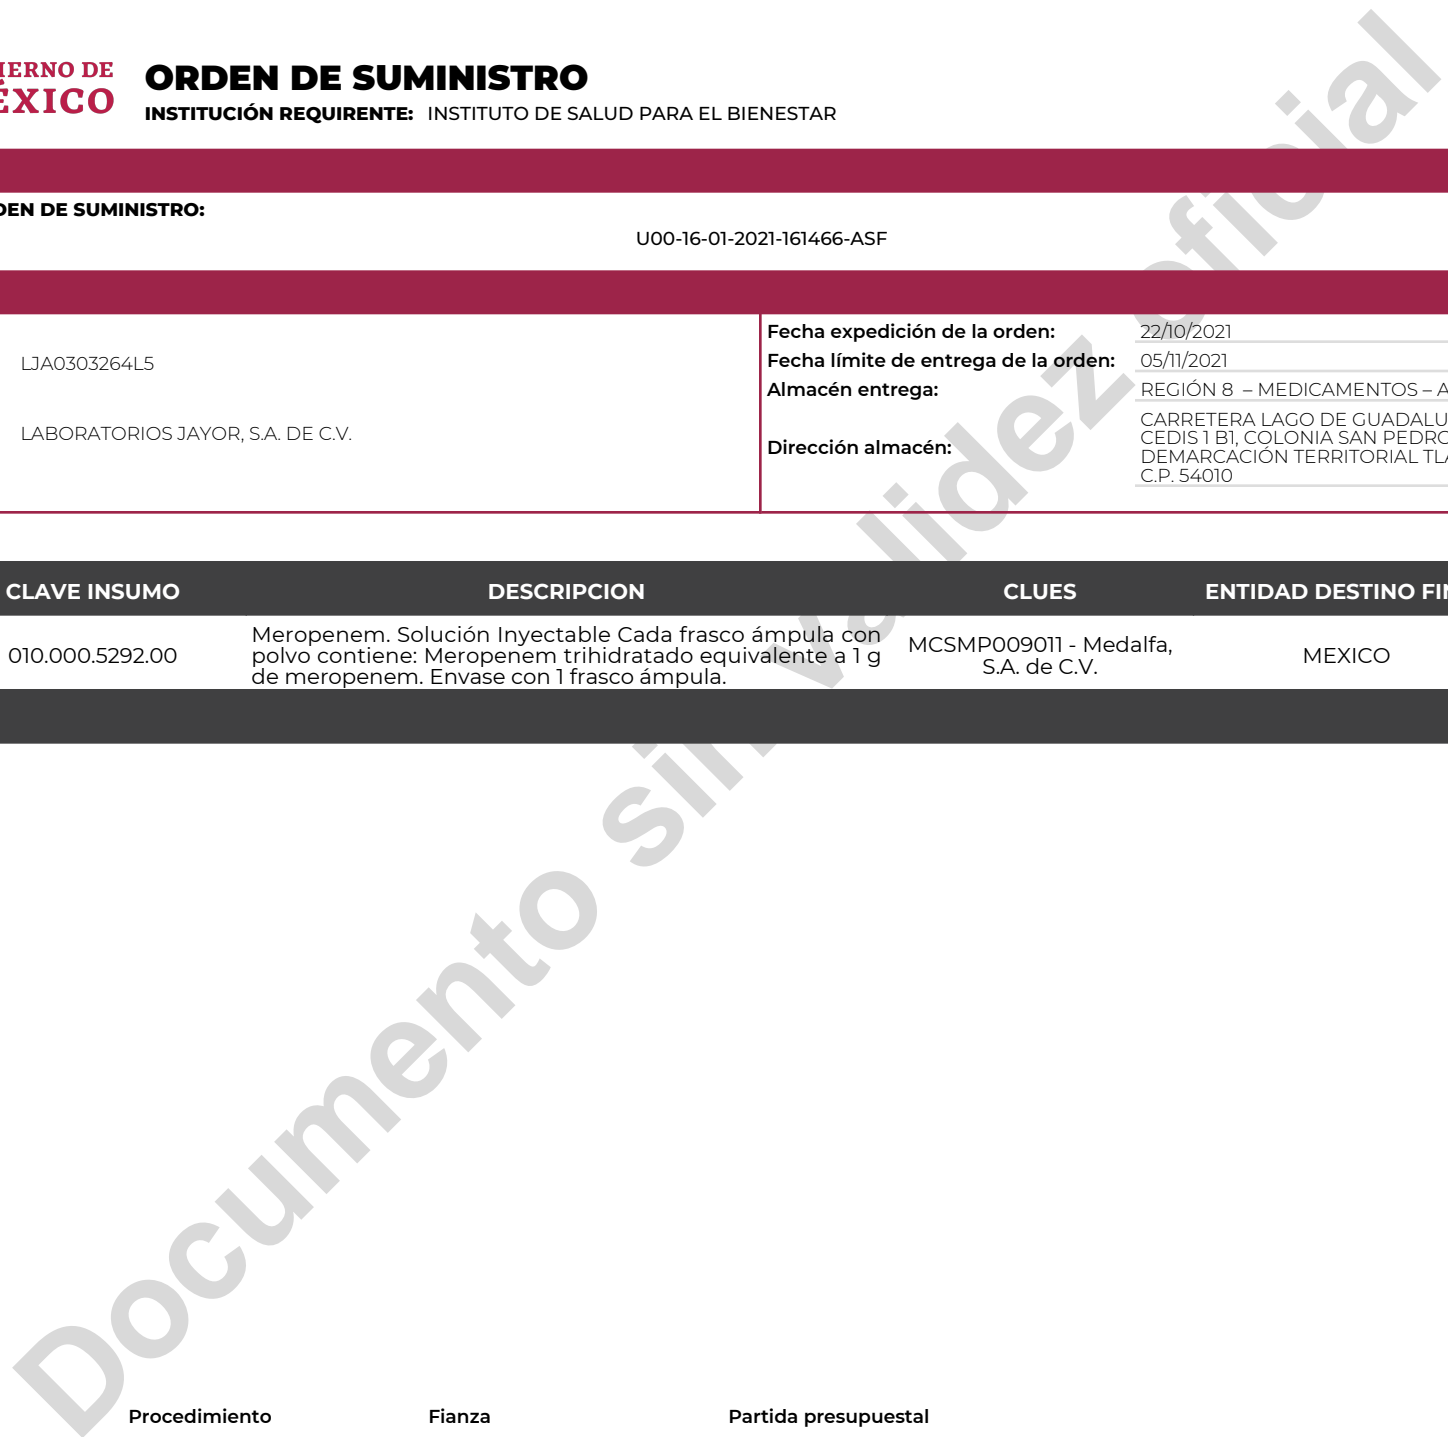 IERNO DE
ÉXICO
ORDEN DE SUMINISTRO
INSTITUCIÓN REQUIRENTE: INSTITUTO DE SALUD PARA EL BIENESTAR
DEN DE SUMINISTRO:
U00-16-01-2021-161466-ASF
LJA0303264L5
LABORATORIOS JAYOR, S.A. DE C.V.
Fecha expedición de la orden: 22/10/2021
Fecha límite de entrega de la orden: 05/11/2021
Almacén entrega: REGIÓN 8 – MEDICAMENTOS – A
Dirección almacén:
CARRETERA LAGO DE GUADALU
CEDIS 1 B1, COLONIA SAN PEDRO
DEMARCACIÓN TERRITORIAL TLA
C.P. 54010
CLAVE INSUMO DESCRIPCION CLUES ENTIDAD DESTINO FIN
010.000.5292.00
Meropenem. Solución Inyectable Cada frasco ámpula con
polvo contiene: Meropenem trihidratado equivalente a 1 g
de meropenem. Envase con 1 frasco ámpula.
MCSMP009011 - Medalfa,
S.A. de C.V.
MEXICO
Documento sin validez oficial
Procedimiento Fianza Partida presupuestal